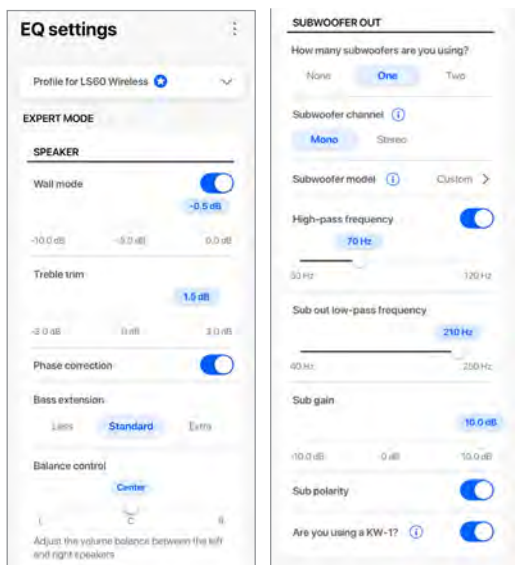 EQ settings
Profile for LS60 Wireless
EXPERT MODE
SPEAKER
Wall mode
-0.5 dB
-10.0 dB -5.0 dB 0.0 dB
Treble trim
1.5 dB
-3.0 dB 0 dB 3.0 dB
Phase correction
Bass extension
Less Standard Extra
Balance control
Center
L C R
Adjust the volume balance between the left
and right speakers
SUBWOOFER OUT
How many subwoofers are you using?
None One Two
Subwoofer channel
Mono Stereo
Subwoofer model Custom
High-pass frequency
70 Hz
50 Hz 120 Hz
Sub out low-pass frequency
210 Hz
40 Hz 250 Hz
Sub gain
10.0 dB
-10.0 dB 0 dB 10.0 dB
Sub polarity
Are you using a KW-1?